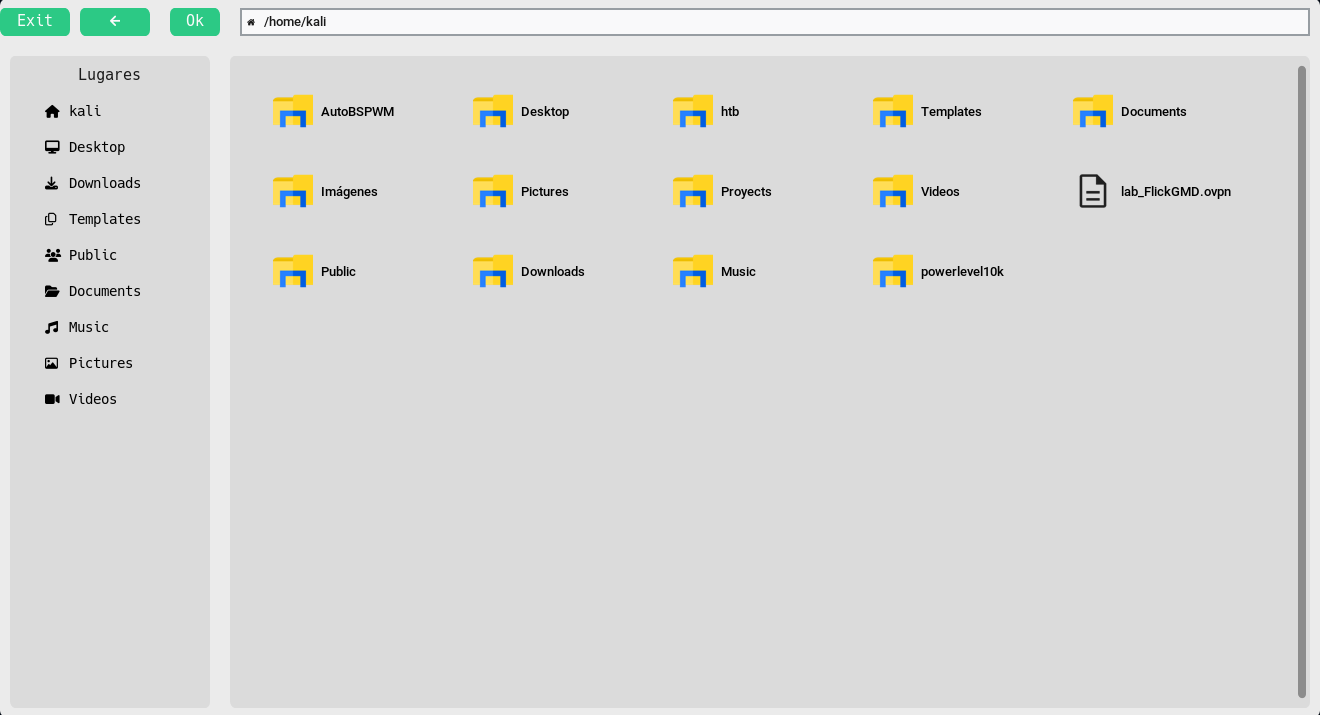 Exit
Ok
/home/kali
Lugares
kali
Desktop
Downloads
Templates
Public
Documents
Music
Pictures
Videos
AutoBSPWM
Desktop
htb
Templates
Documents
Imágenes
Pictures
Proyects
Videos
lab_FlickGMD.ovpn
Public
Downloads
Music
powerlevel10k